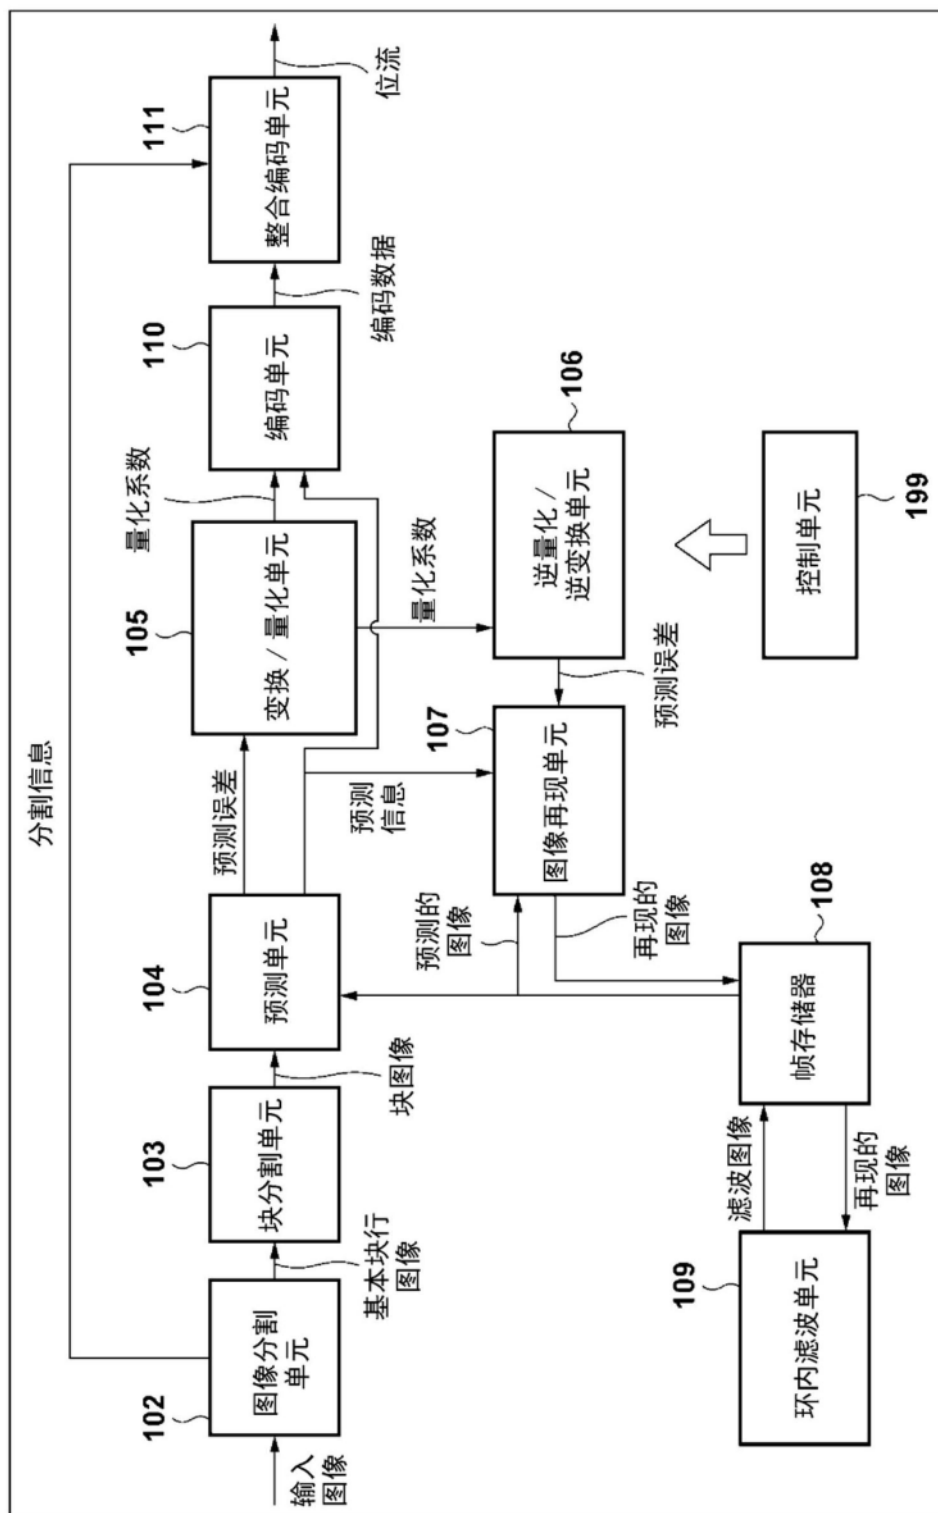 分割信息
102
图像分割
单元
输入
图像
基本块行
图像
103
块分割单元
块图像
104
预测单元
预测误差
预测
信息
105
变换／量化单元
量化系数
110
编码单元
编码数据
111
整合编码单元
位流
量化系数
106
逆量化／
逆变换单元
预测误差
107
图像再现单元
预测的
图像
再现的
图像
108
帧存储器
滤波图像
再现的
图像
109
环内滤波单元
控制单元
199